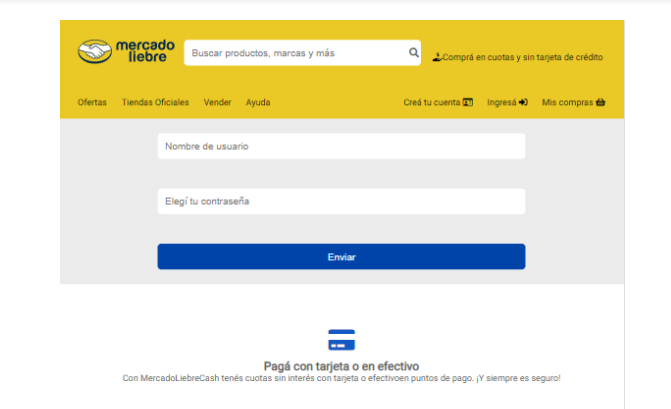 mercado
liebre
Buscar productos, marcas y más
Comprá en cuotas y sin tarjeta de crédito
Ofertas Tiendas Oficiales Vender Ayuda Creá tu cuenta Ingresá Mis compras
Nombre de usuario
Elegí tu contraseña
Enviar
Pagá con tarjeta o en efectivo
Con MercadoLiebreCash tenés cuotas sin interés con tarjeta o efectivoen puntos de pago. ¡Y siempre es seguro!